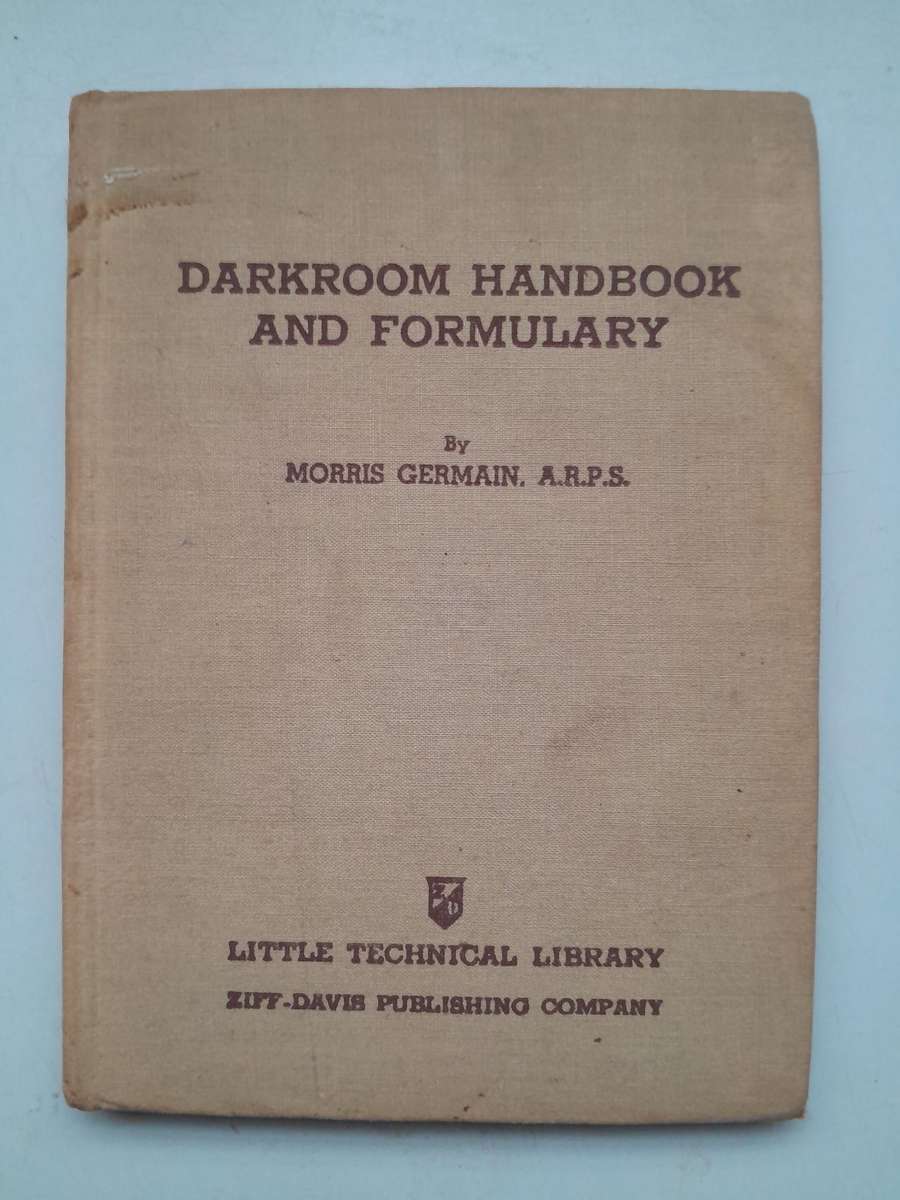 DARKROOM HANDBOOK
AND FORMULARY
By
MORRIS GERMAIN, A.R.P.S.
Z
D
LITTLE TECHNICAL LIBRARY
ZIFF-DAVIS PUBLISHING COMPANY